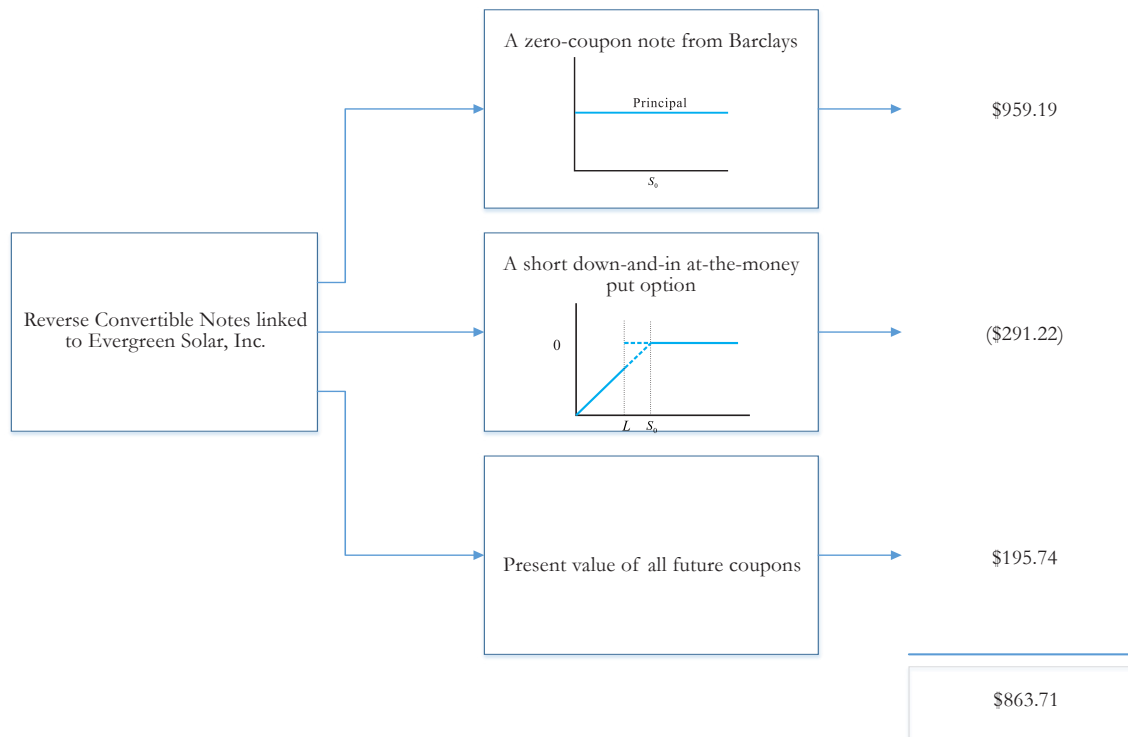 A zero-coupon note from Barclays
Principal
S₀
$959.19
Reverse Convertible Notes linked
to Evergreen Solar, Inc.
A short down-and-in at-the-money
put option
0
L S₀
($291.22)
Present value of all future coupons
$195.74
$863.71